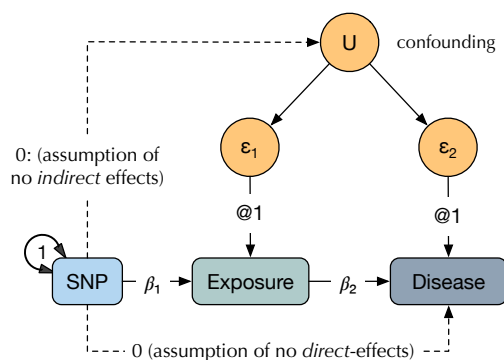 U
confounding
ε1
ε2
0: (assumption of
no indirect effects)
@1
@1
1
SNP
β1
Exposure
β2
Disease
0 (assumption of no direct-effects)